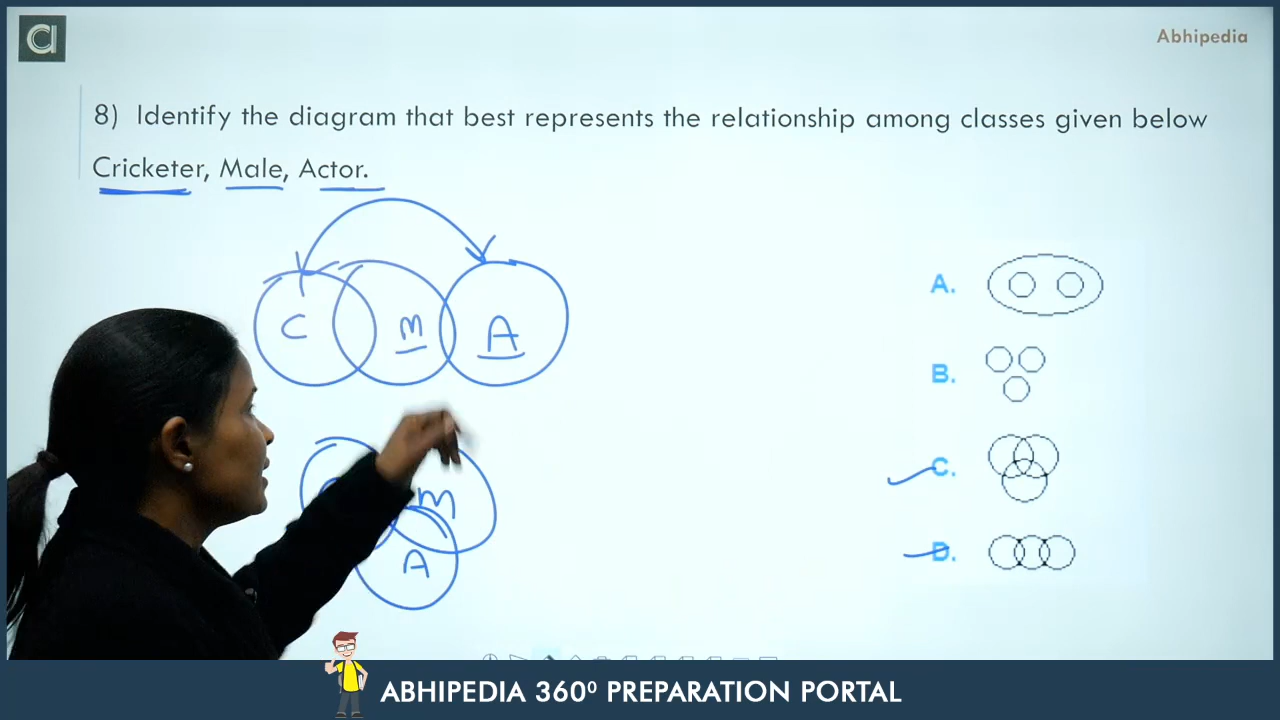 Abhipedia
8) Identify the diagram that best represents the relationship among classes given below
Cricketer, Male, Actor.
C M A
A.
B.
M
C.
A
D.
ABHIPEDIA 360⁰ PREPARATION PORTAL